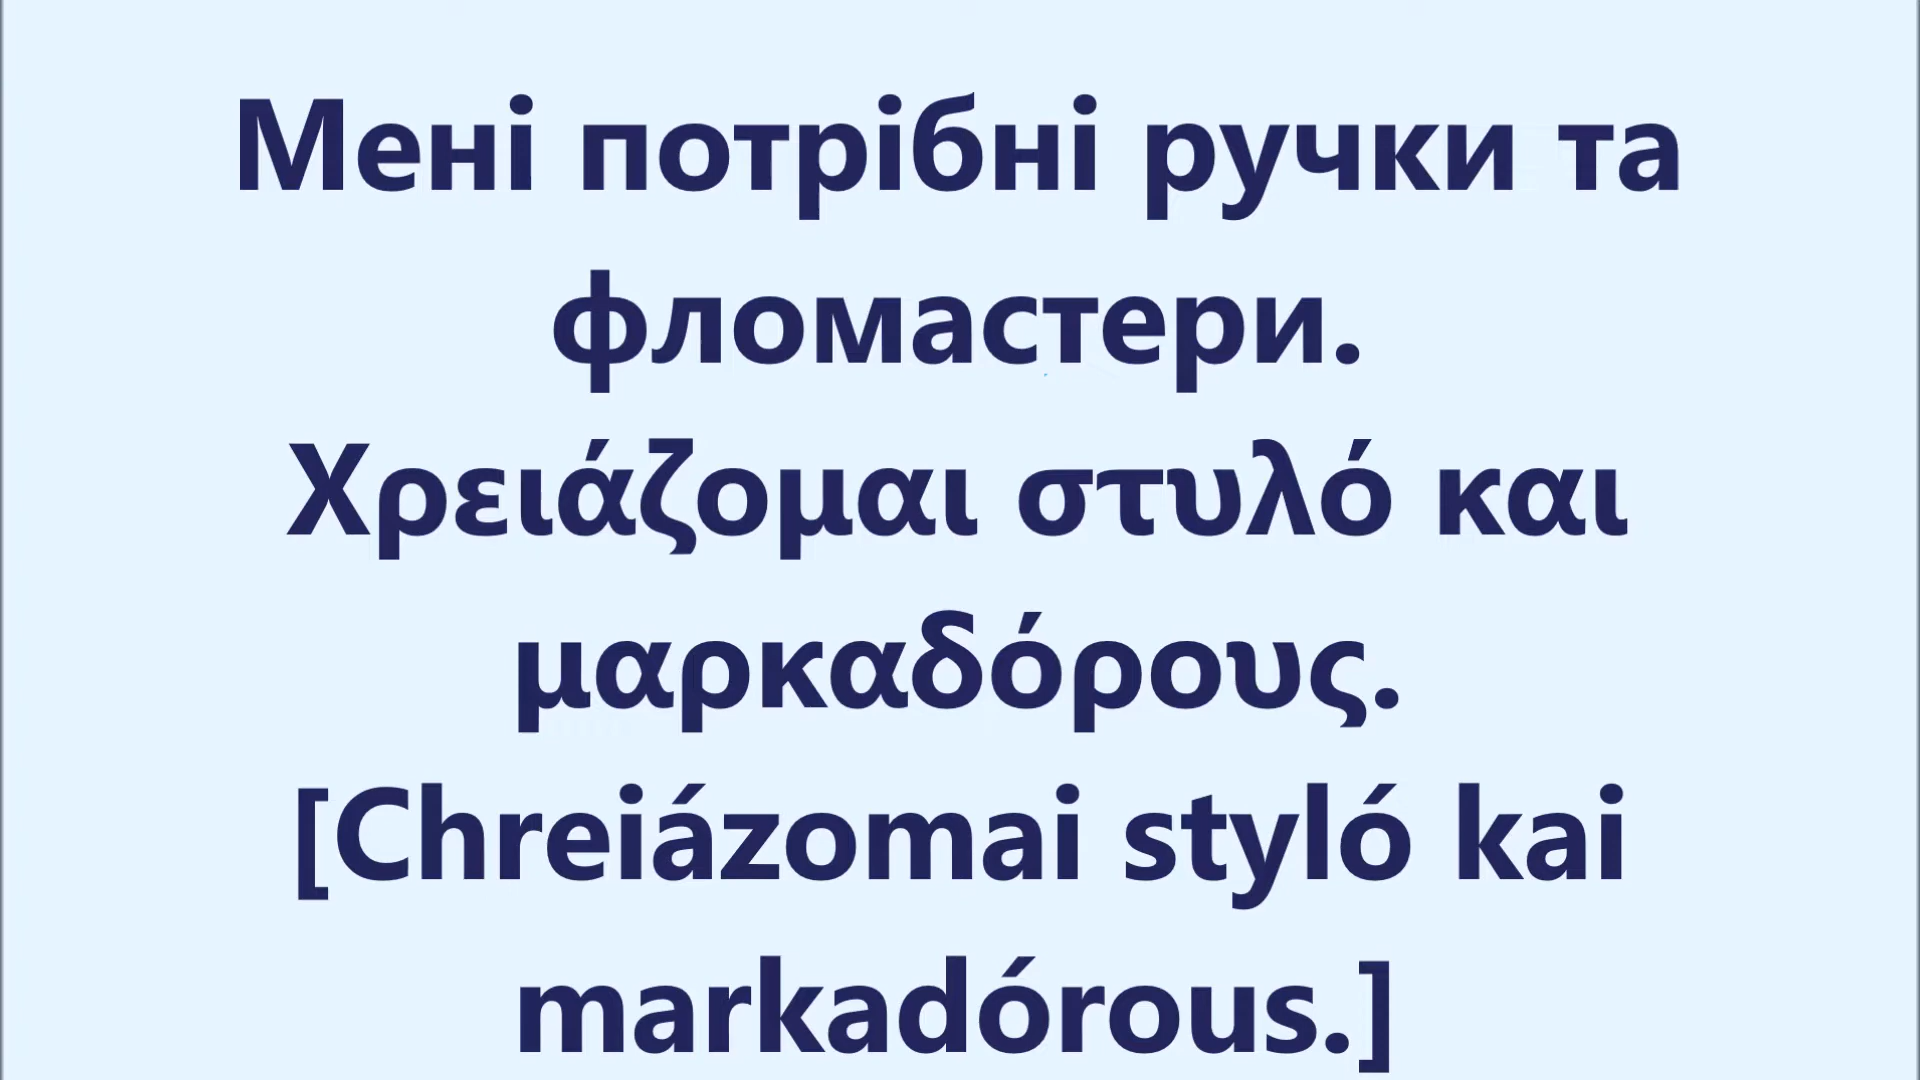 Мені потрібні ручки та
фломастери.
Χρειάζομαι στυλό και
μαρκαδόρους.
[Chreiázomai styló kai
markadórous.]